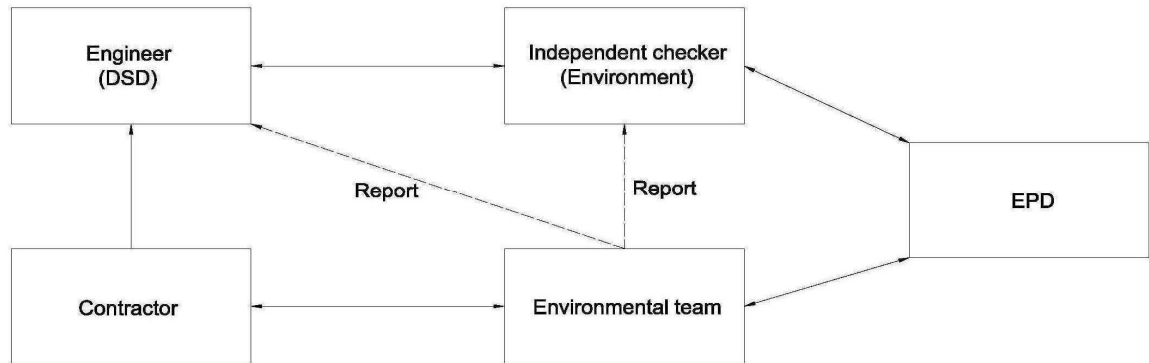 Engineer
(DSD)
Independent checker
(Environment)
Report
Report
EPD
Contractor
Environmental team